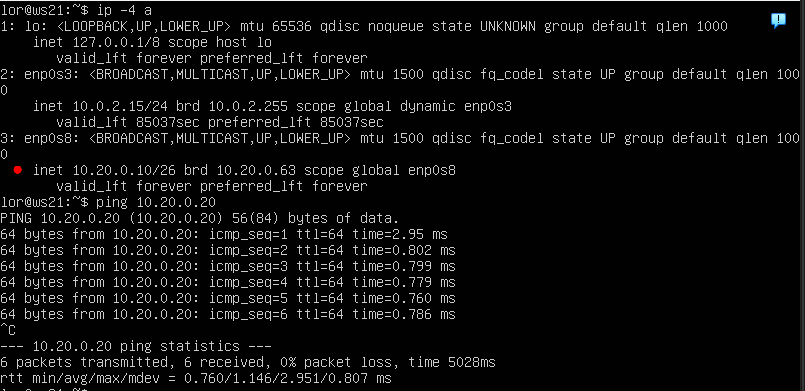 lor@ws21:~$ ip -4 a
1: lo: <LOOPBACK,UP,LOWER_UP> mtu 65536 qdisc noqueue state UNKNOWN group default qlen 1000
    inet 127.0.0.1/8 scope host lo
       valid_lft forever preferred_lft forever
2: enp0s3: <BROADCAST,MULTICAST,UP,LOWER_UP> mtu 1500 qdisc fq_codel state UP group default qlen 100
0
    inet 10.0.2.15/24 brd 10.0.2.255 scope global dynamic enp0s3
       valid_lft 85037sec preferred_lft 85037sec
3: enp0s8: <BROADCAST,MULTICAST,UP,LOWER_UP> mtu 1500 qdisc fq_codel state UP group default qlen 100
0
    inet 10.20.0.10/26 brd 10.20.0.63 scope global enp0s8
       valid_lft forever preferred_lft forever
lor@ws21:~$ ping 10.20.0.20
PING 10.20.0.20 (10.20.0.20) 56(84) bytes of data.
64 bytes from 10.20.0.20: icmp_seq=1 ttl=64 time=2.95 ms
64 bytes from 10.20.0.20: icmp_seq=2 ttl=64 time=0.802 ms
64 bytes from 10.20.0.20: icmp_seq=3 ttl=64 time=0.799 ms
64 bytes from 10.20.0.20: icmp_seq=4 ttl=64 time=0.779 ms
64 bytes from 10.20.0.20: icmp_seq=5 ttl=64 time=0.760 ms
64 bytes from 10.20.0.20: icmp_seq=6 ttl=64 time=0.786 ms
^C
--- 10.20.0.20 ping statistics ---
6 packets transmitted, 6 received, 0% packet loss, time 5028ms
rtt min/avg/max/mdev = 0.760/1.146/2.951/0.807 ms
lor@ws21:~$